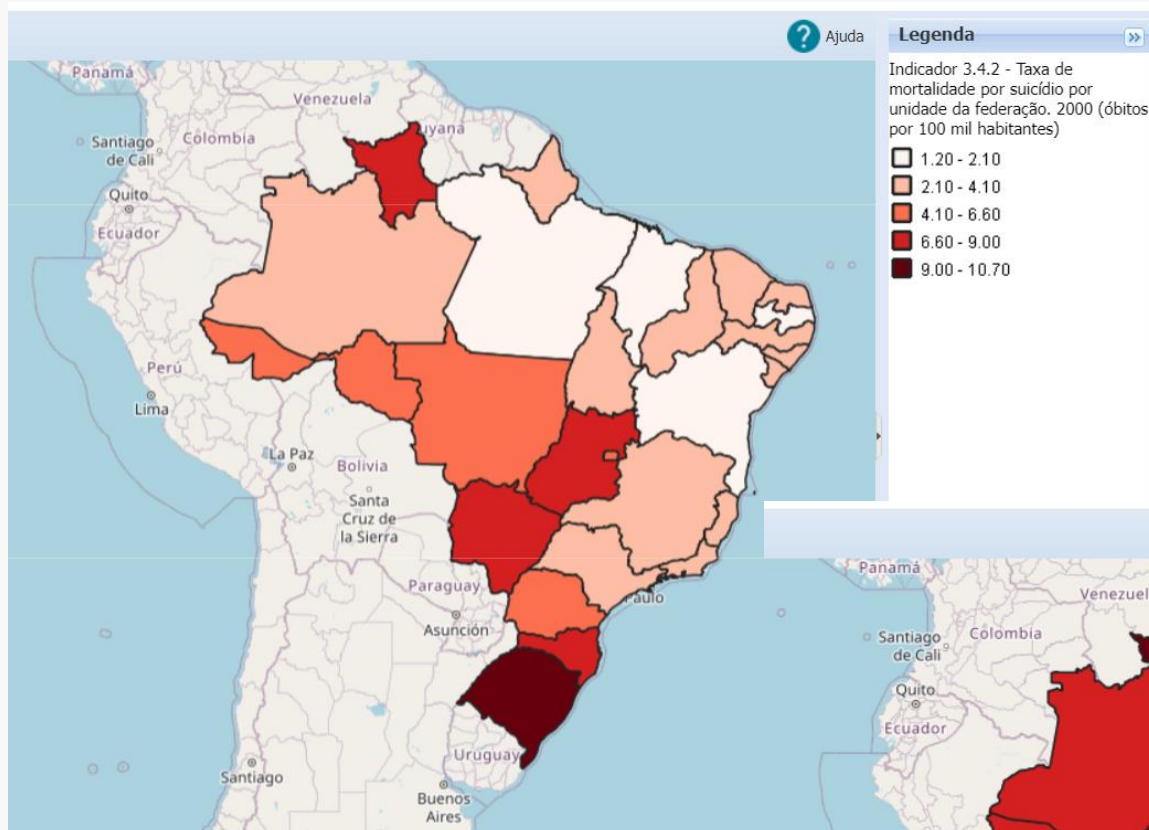 Ajuda
Legenda
Indicador 3.4.2 - Taxa de
mortalidade por suicídio por
unidade da federação. 2000 (óbitos
por 100 mil habitantes)
1.20 - 2.10
2.10 - 4.10
4.10 - 6.60
6.60 - 9.00
9.00 - 10.70
Panamá
Venezuela
uyaná
Santiago
de Cali
Colombia
Quito
Ecuador
Perú
Lima
La Paz
Bolivia
Santa
Cruz de
la Sierra
Paraguay
Paulo
Asunción
Uruguay
Santiago
Buenos
Aires
Panamá
Venezuel
Santiago
de Cali
Colombia
Quito
Ecuador